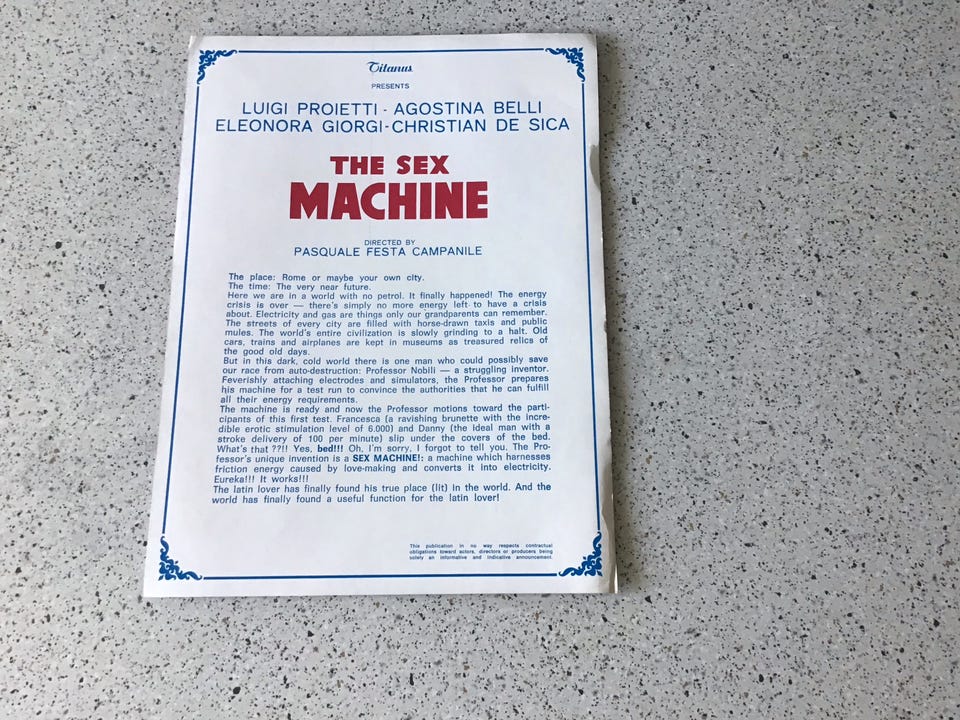 Titanus
PRESENTS
LUIGI PROIETTI - AGOSTINA BELLI
ELEONORA GIORGI-CHRISTIAN DE SICA
THE SEX
MACHINE
DIRECTED BY
PASQUALE FESTA CAMPANILE
The place: Rome or maybe your own city.
The time: The very near future.
Here we are in a world with no petrol. It finally happened! The energy
crisis is over — there's simply no more energy left to have a crisis
about. Electricity and gas are things only our grandparents can remember.
The streets of every city are filled with horse-drawn taxis and public
mules. The world's entire civilization is slowly grinding to a halt. Old
cars, trains and airplanes are kept in museums as treasured relics of
the good old days.
But in this dark, cold world there is one man who could possibly save
our race from auto-destruction: Professor Nobili — a struggling inventor.
Feverishly attaching electrodes and simulators, the Professor prepares
his machine for a test run to convince the authorities that he can fulfill
all their energy requirements.
The machine is ready and now the Professor motions toward the parti-
cipants of this first test. Francesca (a ravishing brunette with the incre-
dible erotic stimulation level of 6.000) and Danny (the ideal man with a
stroke delivery of 100 per minute) slip under the covers of the bed.
What's that ??!! Yes, bed!!! Oh, I'm sorry, I forgot to tell you. The Pro-
fessor's unique invention is a SEX MACHINE!: a machine which harnesses
friction energy caused by love-making and converts it into electricity.
Eureka!!! It works!!!
The latin lover has finally found his true place (lit) in the world. And the
world has finally found a useful function for the latin lover!
This publication in no way respects contractual
obligations toward actors, directors or producers being
solely an informative and indicative announcement.